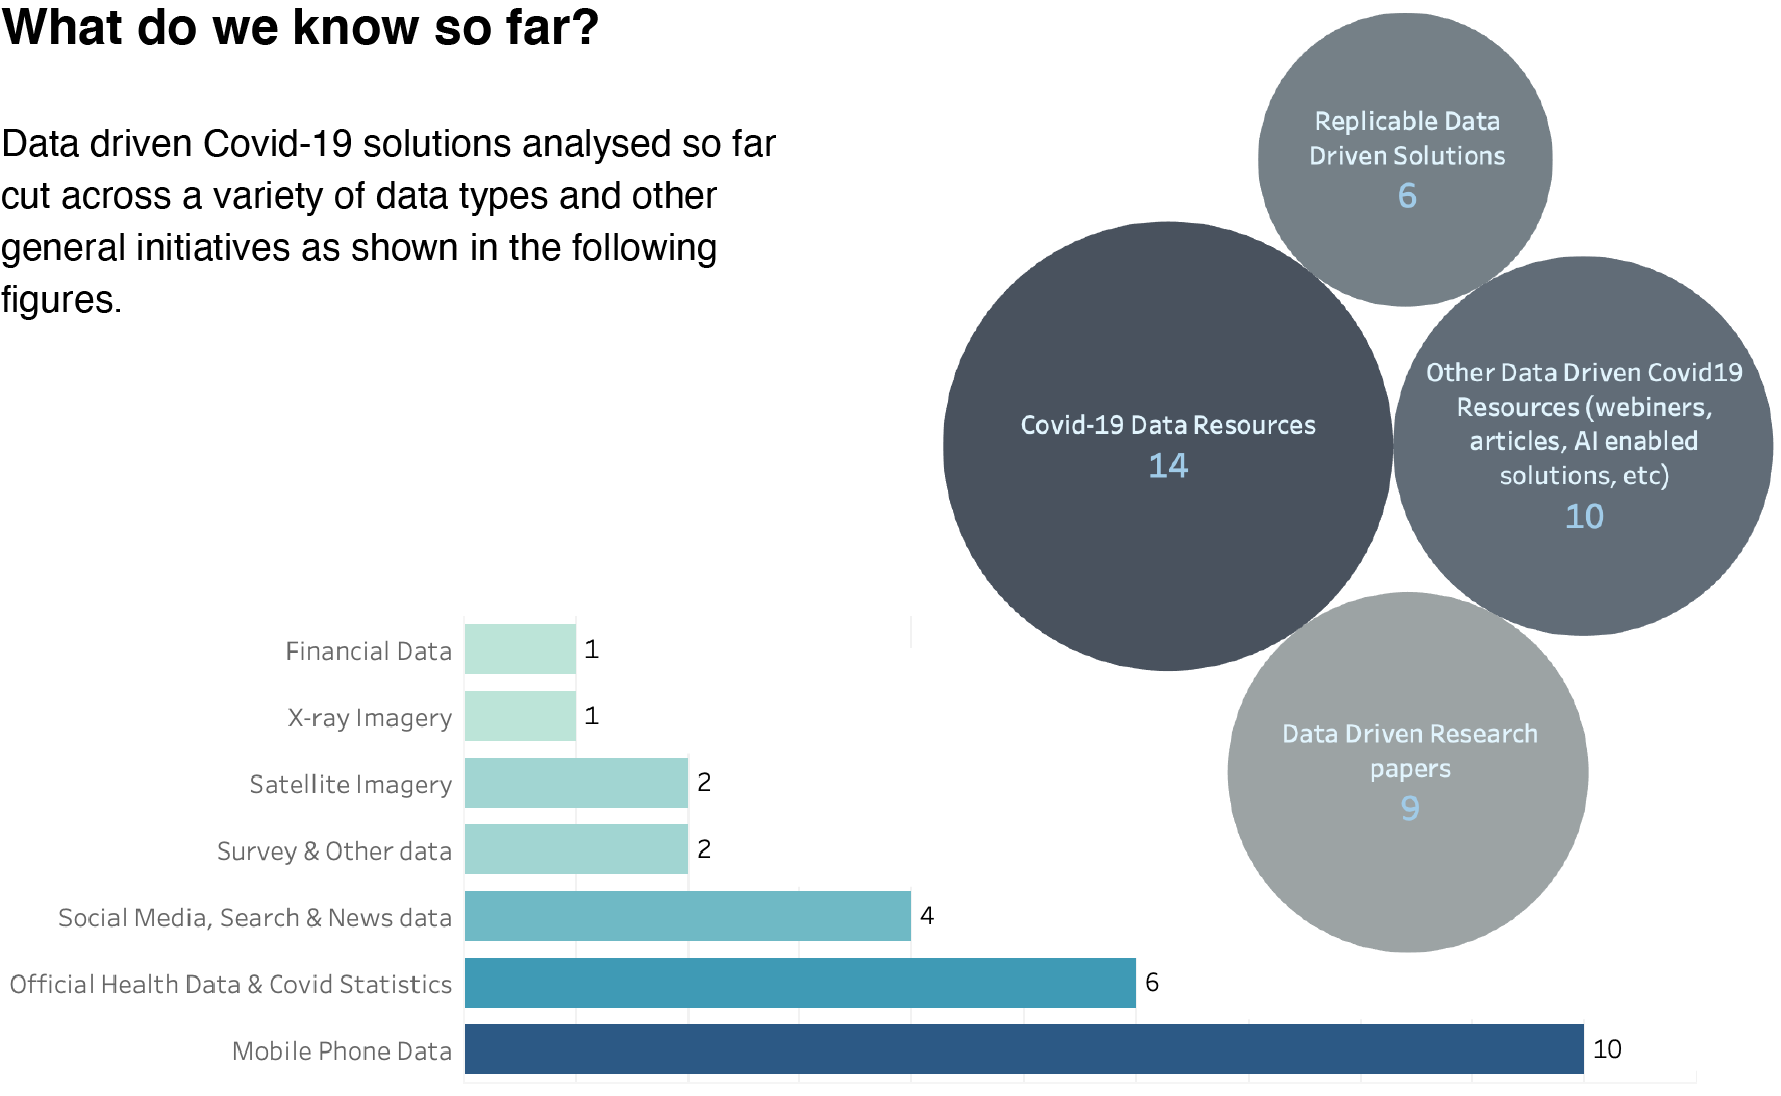 What do we know so far?
Data driven Covid-19 solutions analysed so far
cut across a variety of data types and other
general initiatives as shown in the following
figures.
Replicable Data
Driven Solutions
6
Covid-19 Data Resources
14
Other Data Driven Covid19
Resources (webiners,
articles, AI enabled
solutions, etc)
10
Data Driven Research
papers
9
Financial Data 1
X-ray Imagery 1
Satellite Imagery 2
Survey & Other data 2
Social Media, Search & News data 4
Official Health Data & Covid Statistics 6
Mobile Phone Data 10